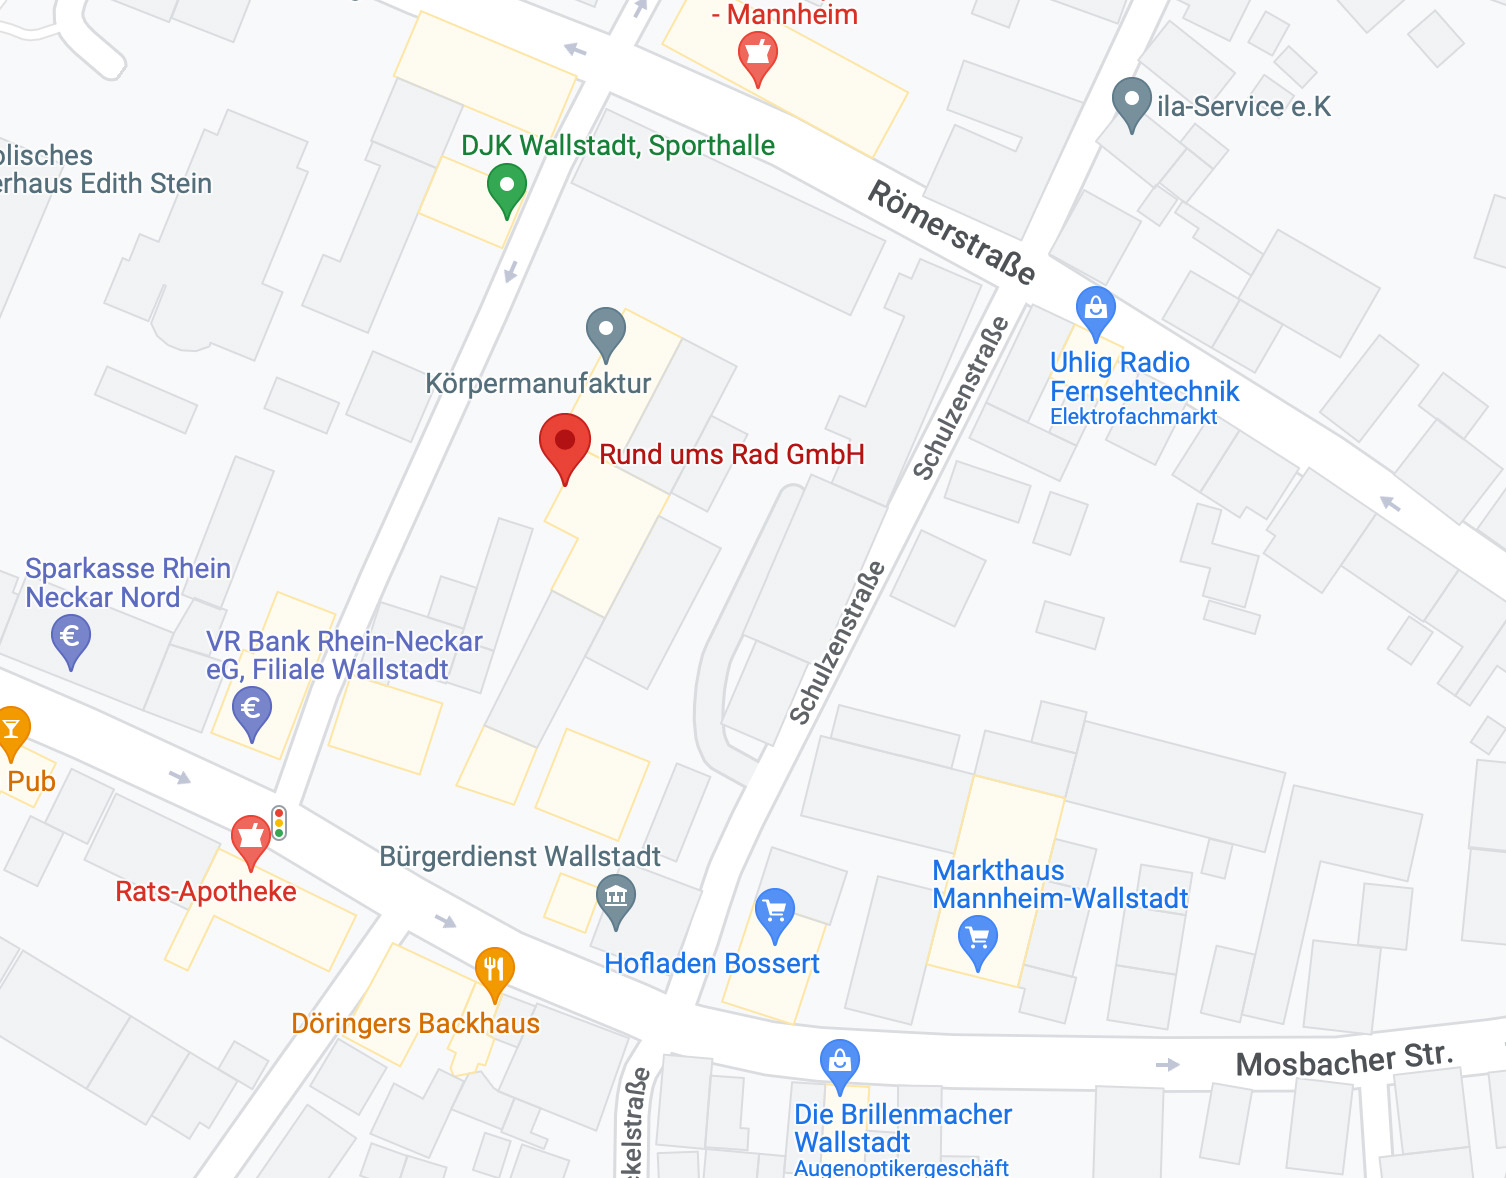 - Mannheim
ila-Service e.K
DJK Wallstadt, Sporthalle
olisches
erhaus Edith Stein
Römerstraße
Körpermanufaktur
Schulzenstraße
Uhlig Radio
Fernsehtechnik
Elektrofachmarkt
Rund ums Rad GmbH
Sparkasse Rhein
Neckar Nord
€
VR Bank Rhein-Neckar
eG, Filiale Wallstadt
€
Schulzenstraße
Pub
Bürgerdienst Wallstadt
Rats-Apotheke
Markthaus
Mannheim-Wallstadt
Hofladen Bossert
Döringers Backhaus
Mosbacher Str.
kelstraße
Die Brillenmacher
Wallstadt
Augenoptikergeschäft